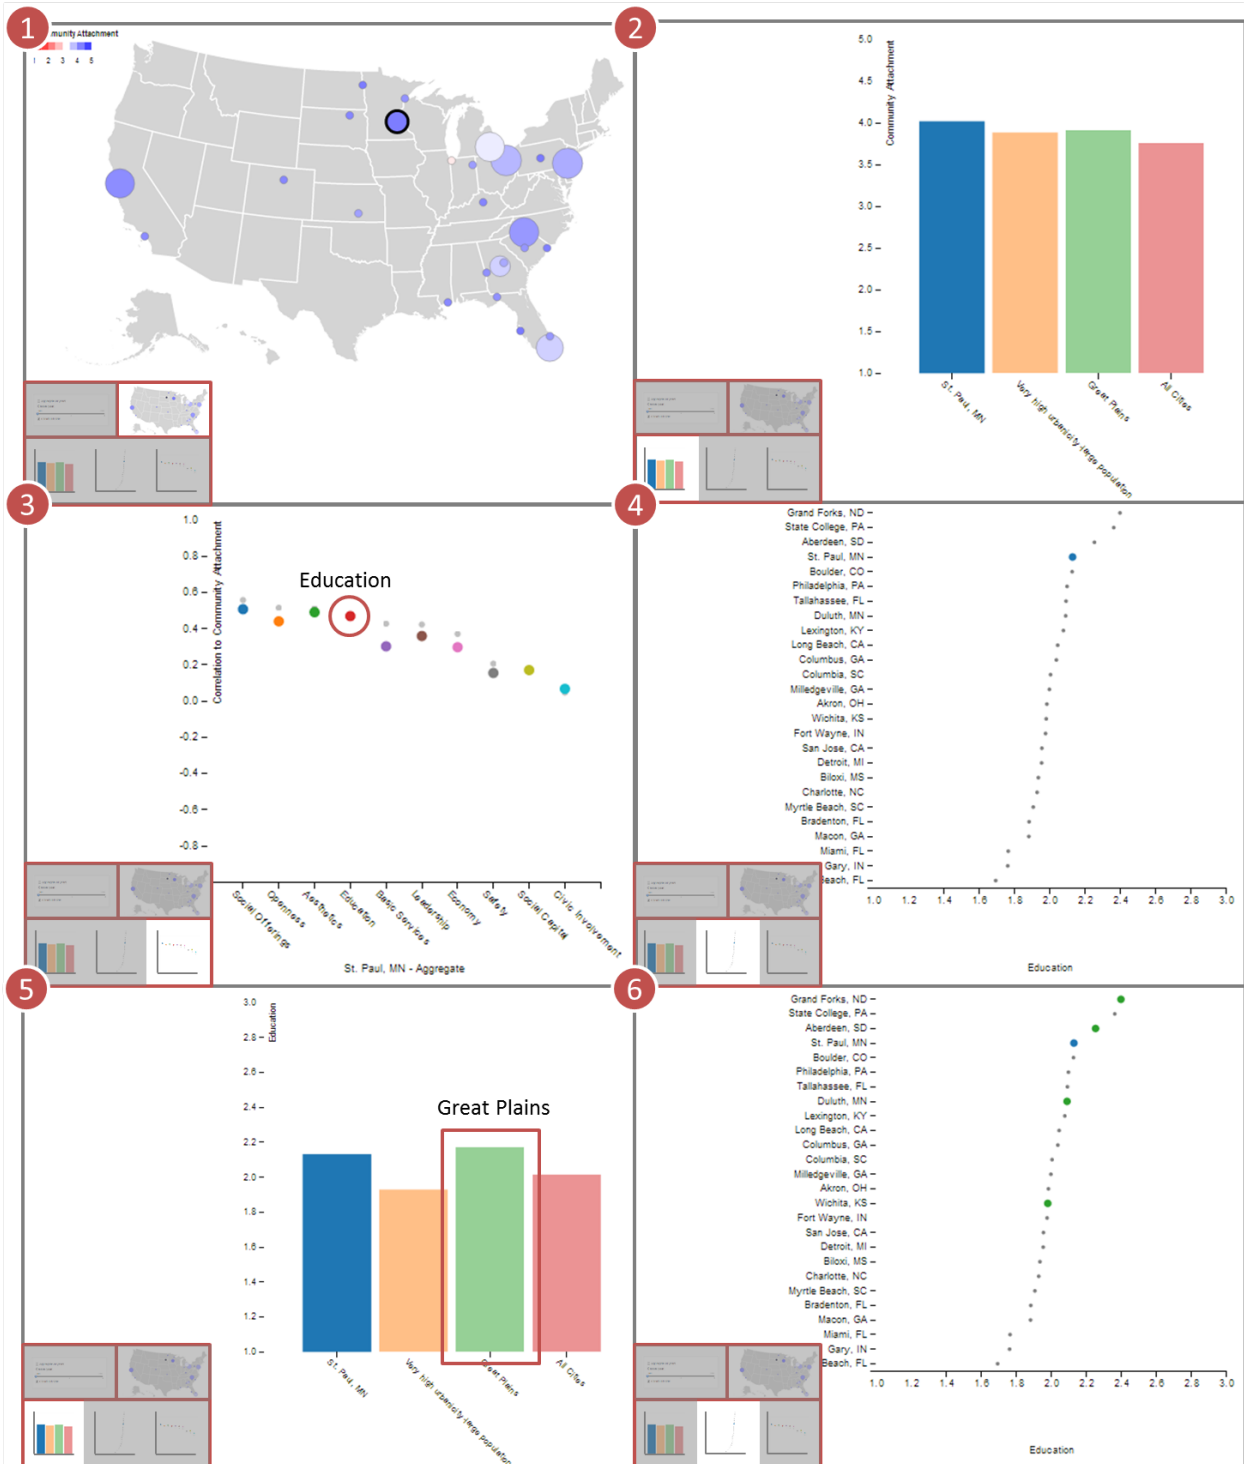 1
munity Attachment
1 2 3 4 5
2
Community Attachment
5.0
4.5
4.0
3.5
3.0
2.5
2.0
1.5
1.0
St. Paul, MN
Very high urbanicity-large population
Great Plains
All Cities
3
Correlation to Community Attachment
1.0
0.8
0.6
0.4
0.2
0.0
-0.2
-0.4
-0.6
-0.8
Education
Social Offerings
Openness
Aesthetics
Education
Basic Services
Leadership
Economy
Safety
Social Capital
Civic Involvement
St. Paul, MN - Aggregate
4
Grand Forks, ND
State College, PA
Aberdeen, SD
St. Paul, MN
Boulder, CO
Philadelphia, PA
Tallahassee, FL
Duluth, MN
Lexington, KY
Long Beach, CA
Columbus, GA
Columbia, SC
Milledgeville, GA
Akron, OH
Wichita, KS
Fort Wayne, IN
San Jose, CA
Detroit, MI
Biloxi, MS
Charlotte, NC
Myrtle Beach, SC
Bradenton, FL
Macon, GA
Miami, FL
Gary, IN
Beach, FL
1.0 1.2 1.4 1.6 1.8 2.0 2.2 2.4 2.6 2.8 3.0
Education
5
Education
3.0
2.8
2.6
2.4
2.2
2.0
1.8
1.6
1.4
1.2
1.0
Great Plains
St. Paul, MN
Very high urbanicity-large population
Great Plains
All Cities
6
Grand Forks, ND
State College, PA
Aberdeen, SD
St. Paul, MN
Boulder, CO
Philadelphia, PA
Tallahassee, FL
Duluth, MN
Lexington, KY
Long Beach, CA
Columbus, GA
Columbia, SC
Milledgeville, GA
Akron, OH
Wichita, KS
Fort Wayne, IN
San Jose, CA
Detroit, MI
Biloxi, MS
Charlotte, NC
Myrtle Beach, SC
Bradenton, FL
Macon, GA
Miami, FL
Gary, IN
Beach, FL
1.0 1.2 1.4 1.6 1.8 2.0 2.2 2.4 2.6 2.8 3.0
Education